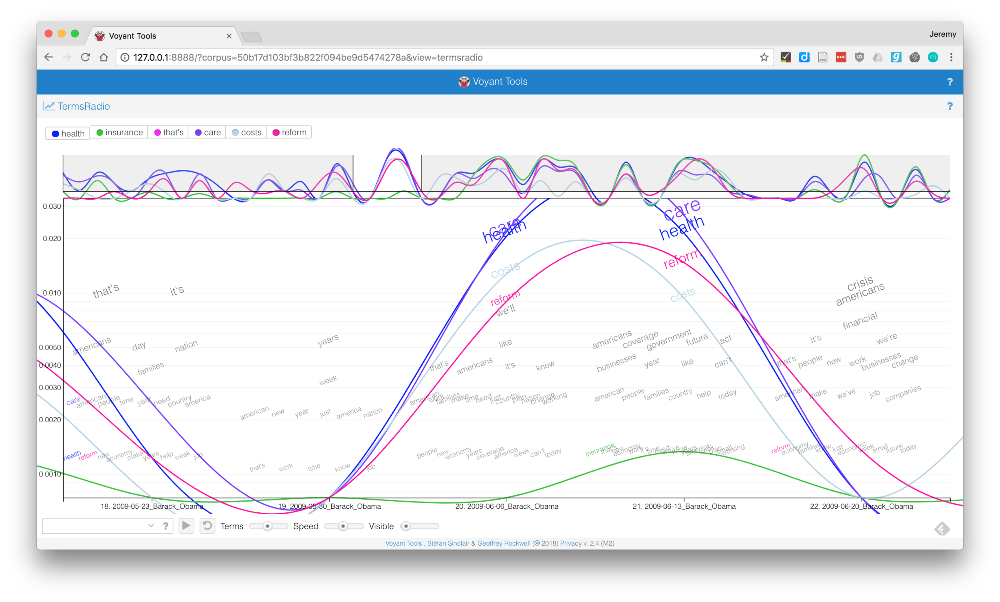 Voyant Tools
Jeremy
127.0.0.1:8888/?corpus=50b17d103bf3b822f094be9d5474278a&view=termsradio
Voyant Tools ?
TermsRadio ?
health insurance that's care costs reform
0.030
care
care
health
health
0.020
reform
costs
costs
reform
we'll
crisis
americans
that's it's
0.010
financial
years
americans day nation
like
americans coverage government future act
it's we're
0.0050
families
that's americans it's know
businesses year like can't
that's people new work businesses change
0.0040
week
0.0030
care american people time year need country america
american work families make time need just country plan nation change working
american people families country help today
american make we've job companies
american new year just america nation
0.0020
health reform new economy make years help week job
people new economy years coverage america week can't today
insurance that's new economy work it's time need we've know years america week plan small working
reform economy families know just economic week small future today
that's work time know job
0.0010
18. 2009-05-23_Barack_Obama 19. 2009-05-30_Barack_Obama 20. 2009-06-06_Barack_Obama 21. 2009-06-13_Barack_Obama 22. 2009-06-20_Barack_Obama
? Terms Speed Visible
Voyant Tools , Stéfan Sinclair & Geoffrey Rockwell (cc 2018) Privacy v. 2.4 (M2)